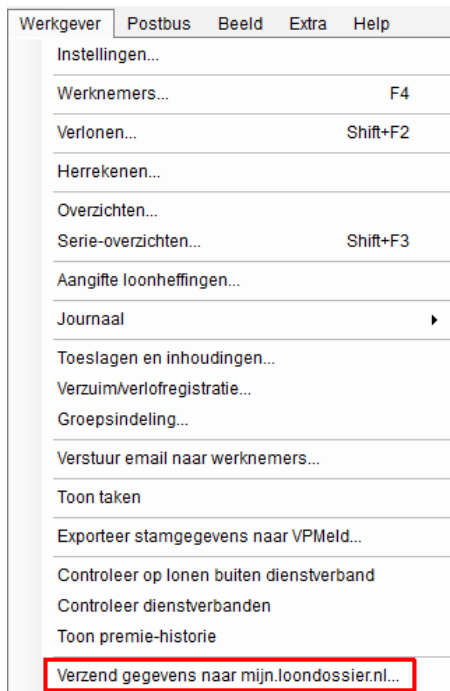 Werkgever Postbus Beeld Extra Help
Instellingen...
Werknemers... F4
Verlonen... Shift+F2
Herrekenen...
Overzichten...
Serie-overzichten... Shift+F3
Aangifte loonheffingen...
Journaal
Toeslagen en inhoudingen...
Verzuim/verlofregistratie...
Groepsindeling...
Verstuur email naar werknemers...
Toon taken
Exporteer stamgegevens naar VPMeld...
Controleer op lonen buiten dienstverband
Controleer dienstverbanden
Toon premie-historie
Verzend gegevens naar mijn.loondossier.nl...